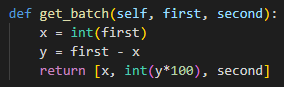 def get_batch(self, first, second):
    x = int(first)
    y = first - x
    return [x, int(y*100), second]